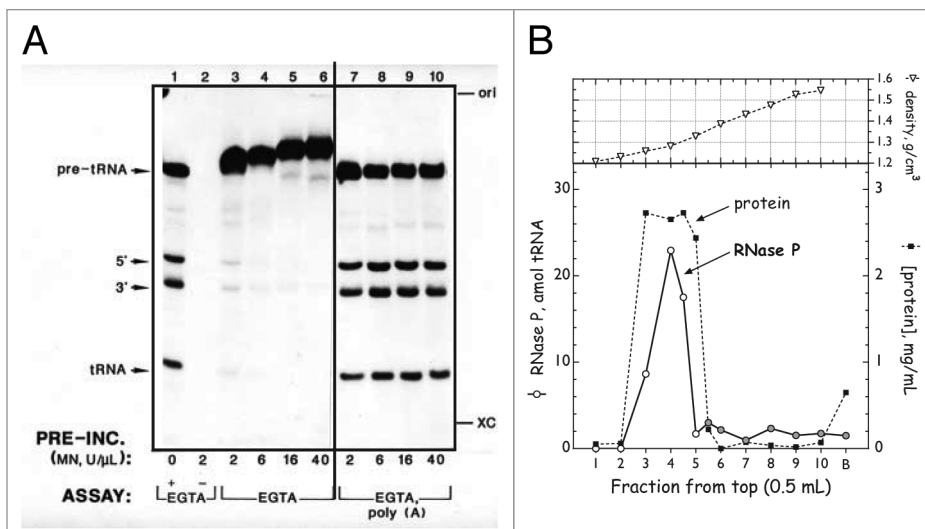 A
1 2 3 4 5 6 7 8 9 10
ori
pre-tRNA
5'
3'
tRNA
XC
PRE-INC.
(MN, U/µL): 0 2 2 6 16 40 2 6 16 40
+ −
ASSAY: EGTA EGTA EGTA,
poly (A)
B
1.6
1.5
1.4
1.3
1.2
density, g/cm3
30
20
10
0
RNase P, amol tRNA
3
2
1
0
[protein], mg/mL
protein
RNase P
1 2 3 4 5 6 7 8 9 10 B
Fraction from top (0.5 mL)